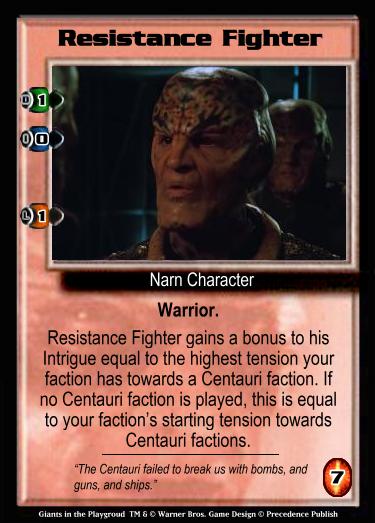 Resistance Fighter
D 1
I 0
L 1
Narn Character
Warrior.
Resistance Fighter gains a bonus to his
Intrigue equal to the highest tension your
faction has towards a Centauri faction. If
no Centauri faction is played, this is equal
to your faction's starting tension towards
Centauri factions.
"The Centauri failed to break us with bombs, and
guns, and ships."
7
Giants in the Playgroud TM & © Warner Bros. Game Design © Precedence Publish